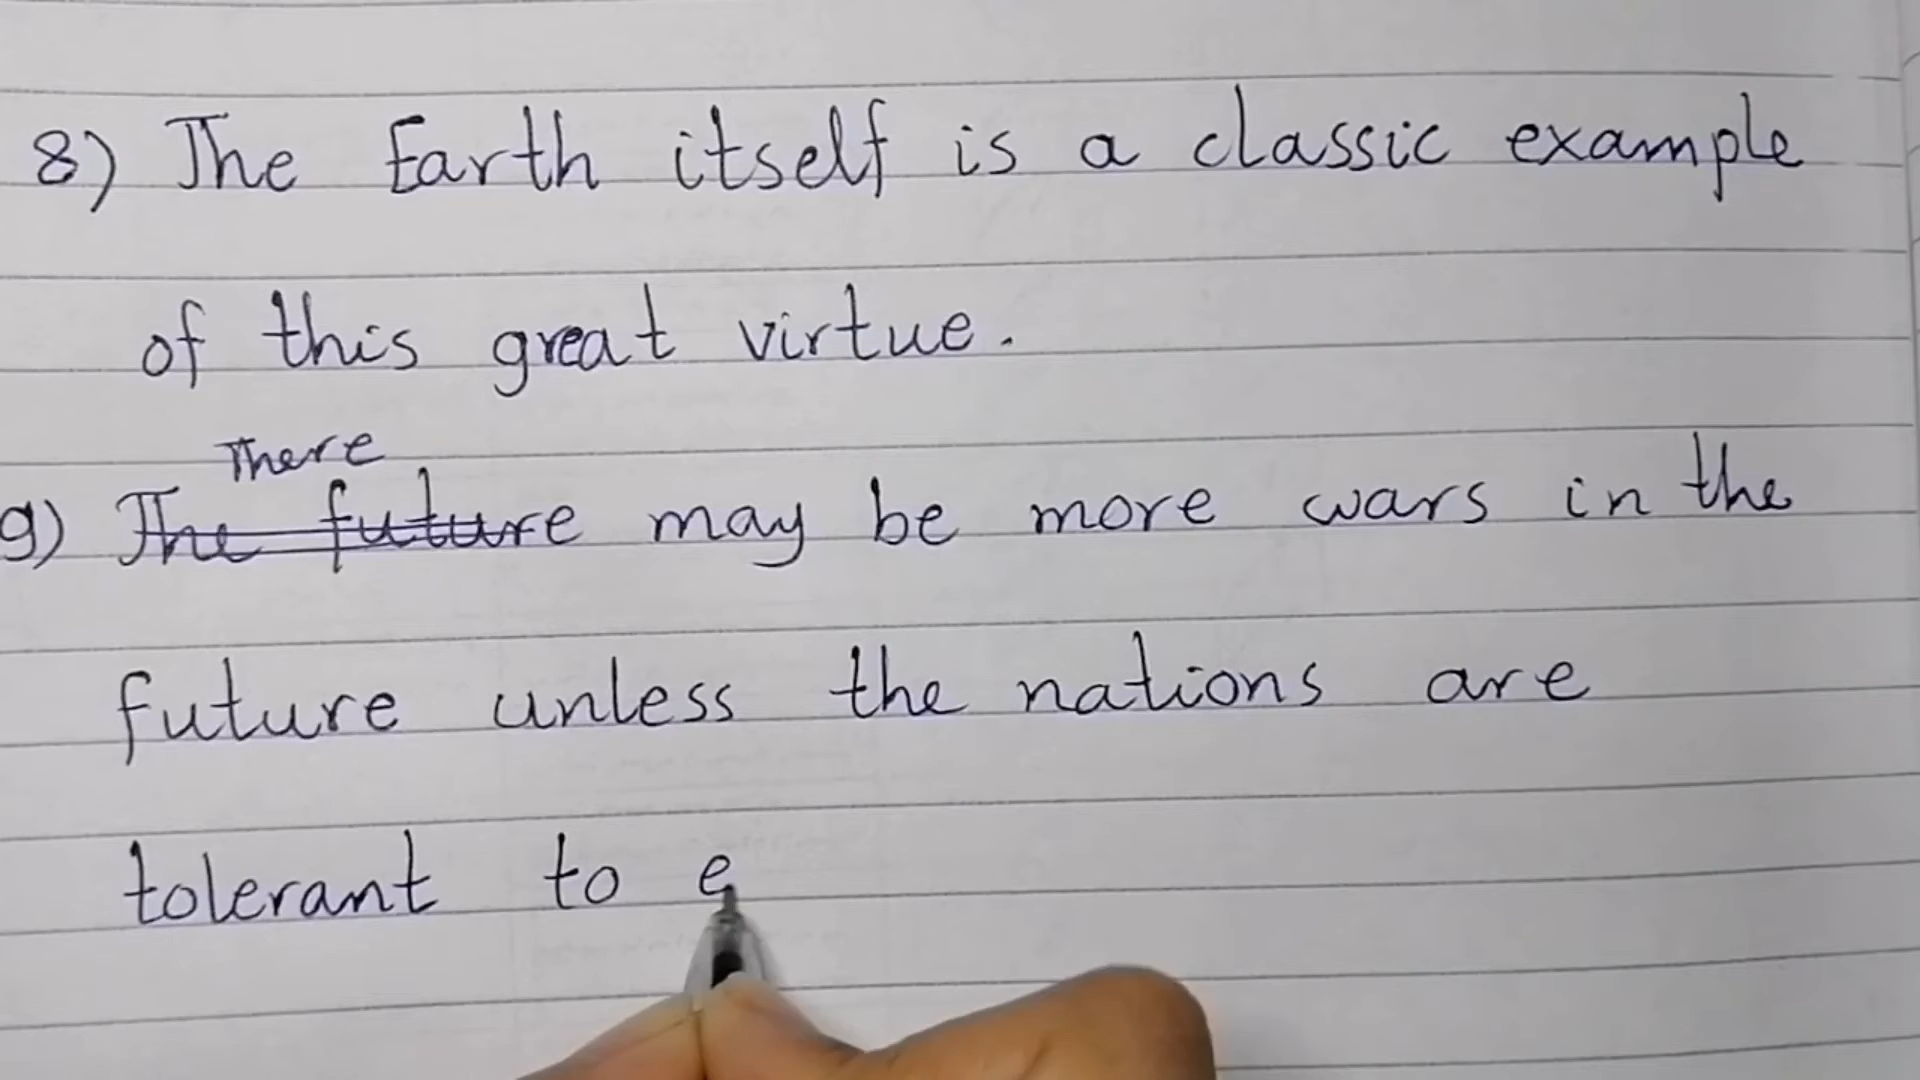 8) The Earth itself is a classic example
of this great virtue.
There
9) The future may be more wars in the
future unless the nations are
tolerant to e